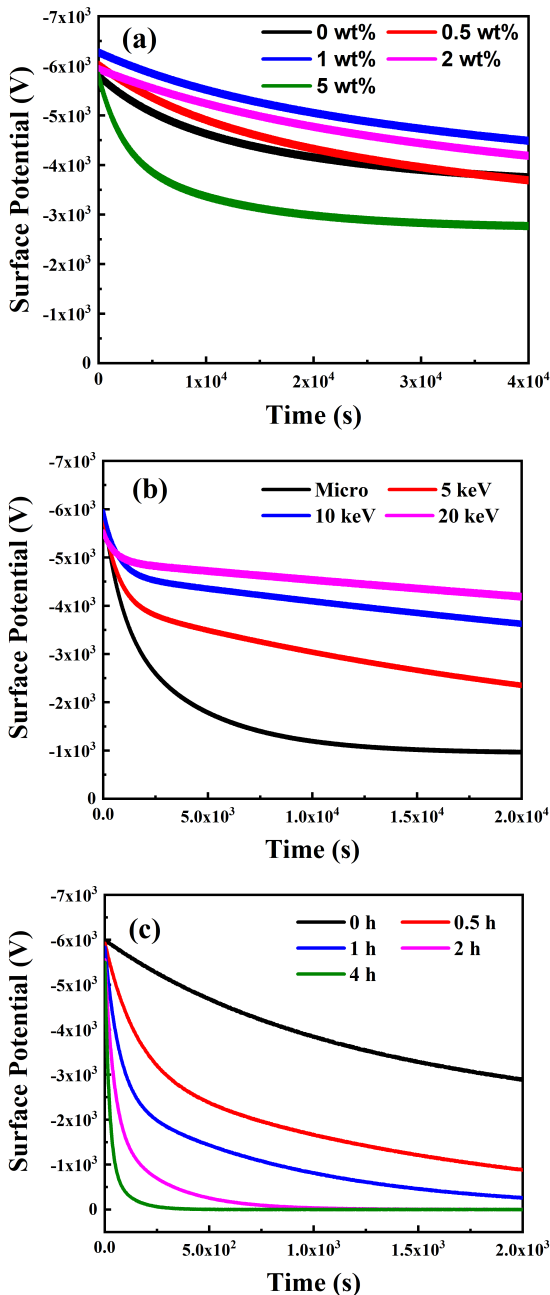 (a)
0 wt% 0.5 wt%
1 wt% 2 wt%
5 wt%
Surface Potential (V)
-7x10³
-6x10³
-5x10³
-4x10³
-3x10³
-2x10³
-1x10³
0
0 1x10⁴ 2x10⁴ 3x10⁴ 4x10⁴
Time (s)
(b)
Micro 5 keV
10 keV 20 keV
Surface Potential (V)
-7x10³
-6x10³
-5x10³
-4x10³
-3x10³
-2x10³
-1x10³
0
0.0 5.0x10³ 1.0x10⁴ 1.5x10⁴ 2.0x10⁴
Time (s)
(c)
0 h 0.5 h
1 h 2 h
4 h
Surface Potential (V)
-7x10³
-6x10³
-5x10³
-4x10³
-3x10³
-2x10³
-1x10³
0
0.0 5.0x10² 1.0x10³ 1.5x10³ 2.0x10³
Time (s)